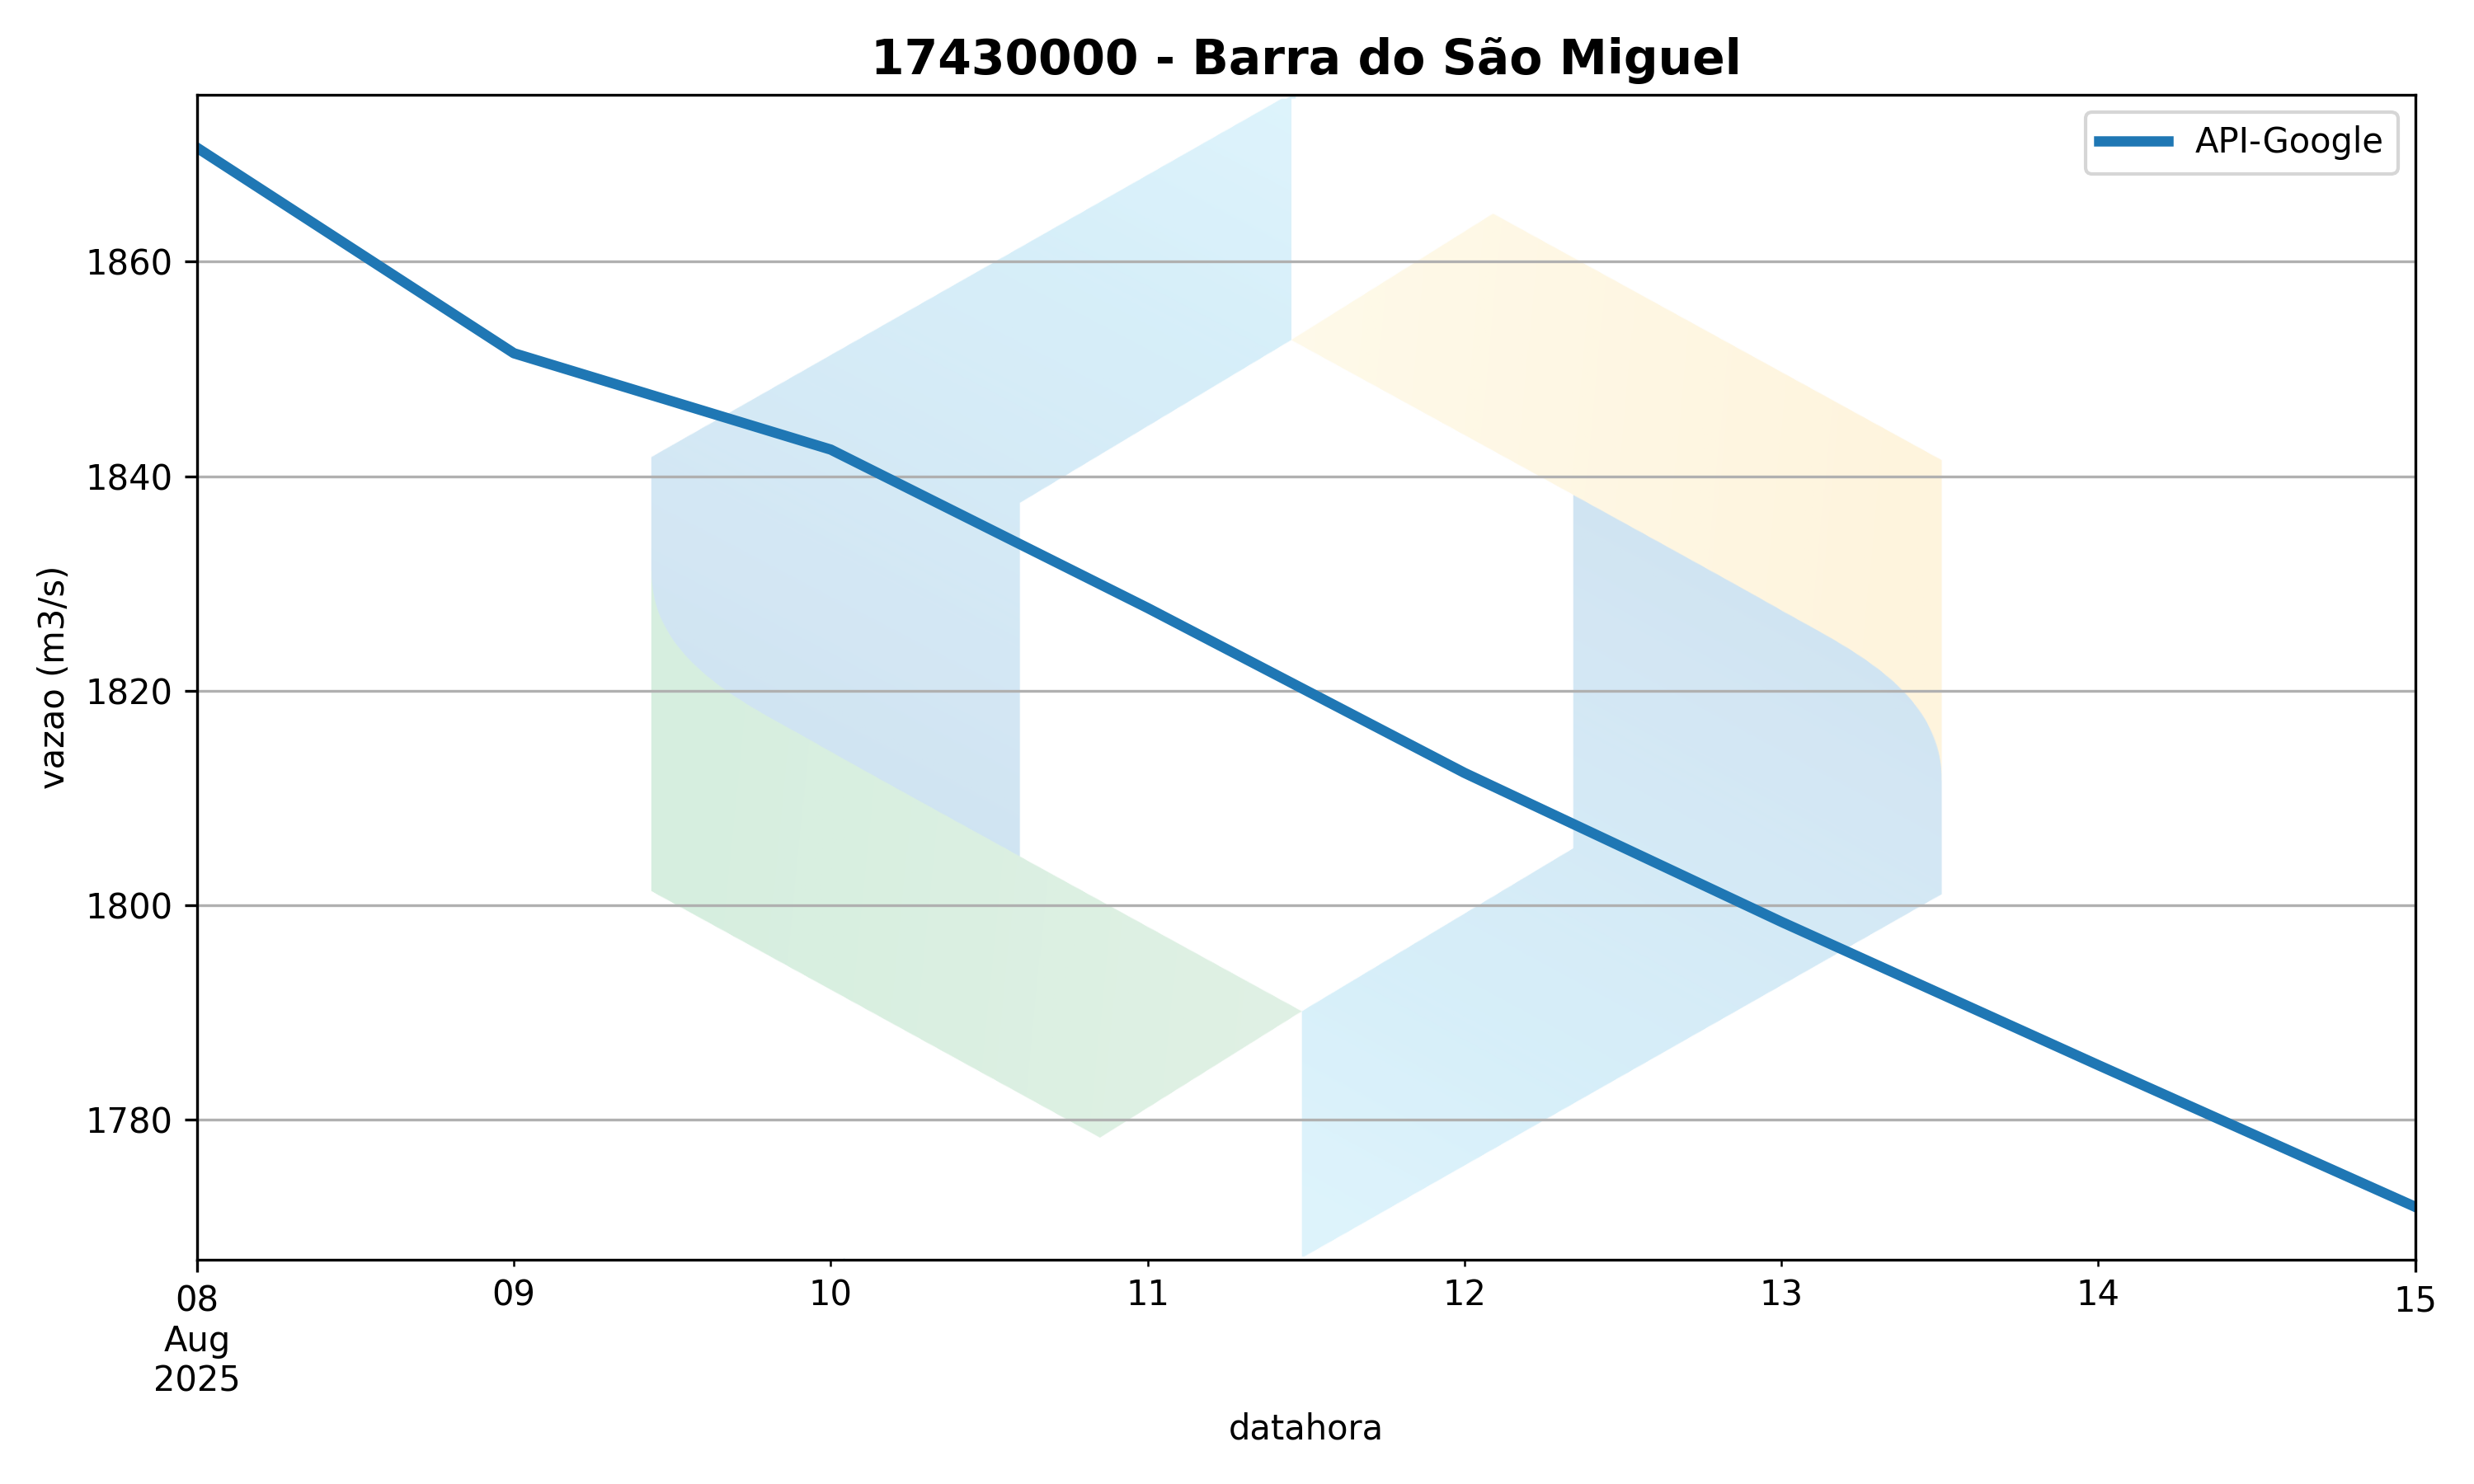 17430000 - Barra do São Miguel
API-Google
vazao (m3/s)
1860
1840
1820
1800
1780
08 09 10 11 12 13 14 15
Aug
2025
datahora